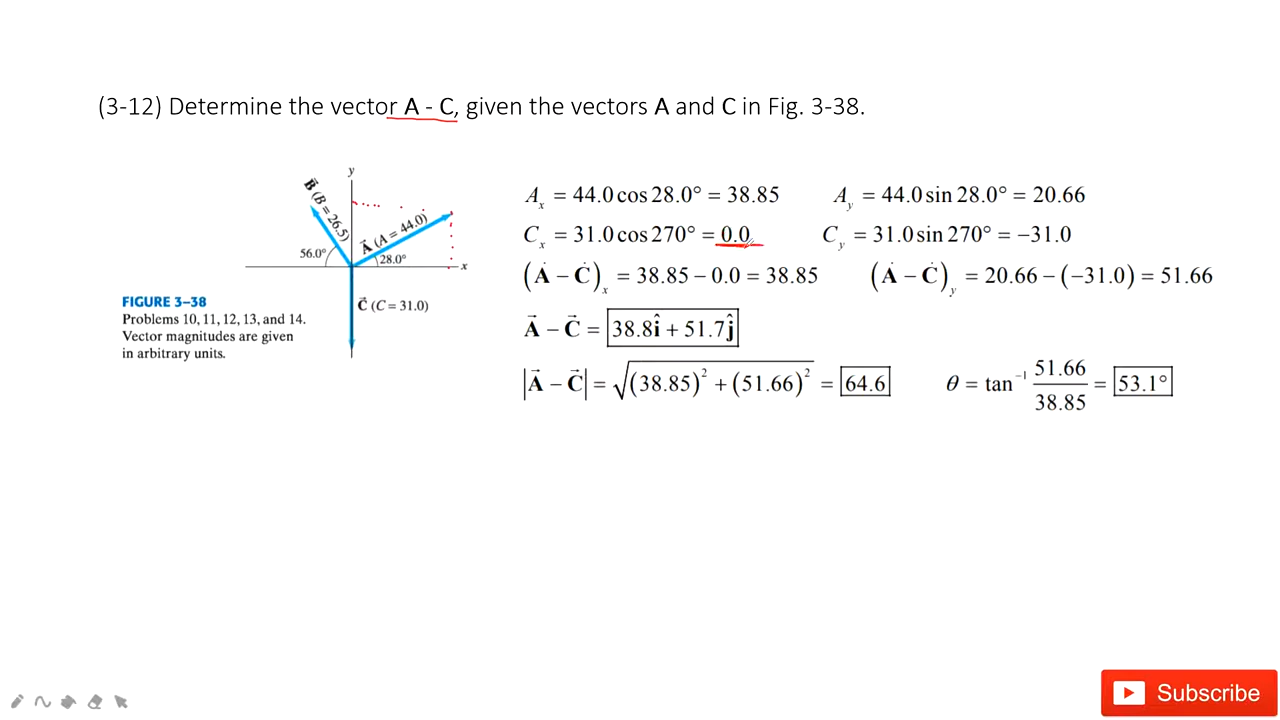 (3-12) Determine the vector A - C, given the vectors A and C in Fig. 3-38.
y
B⃗ (B = 26.5)
A⃗ (A = 44.0)
56.0°
28.0°
x
C⃗ (C = 31.0)
FIGURE 3–38
Problems 10, 11, 12, 13, and 14.
Vector magnitudes are given
in arbitrary units.
Aₓ = 44.0 cos 28.0° = 38.85 A_y = 44.0 sin 28.0° = 20.66
Cₓ = 31.0 cos 270° = 0.0 C_y = 31.0 sin 270° = −31.0
(A⃗ − C⃗)ₓ = 38.85 − 0.0 = 38.85 (A⃗ − C⃗)_y = 20.66 − (−31.0) = 51.66
A⃗ − C⃗ = 38.8î + 51.7ĵ
|A⃗ − C⃗| = √((38.85)² + (51.66)²) = 64.6 θ = tan⁻¹ 51.66/38.85 = 53.1°
Subscribe